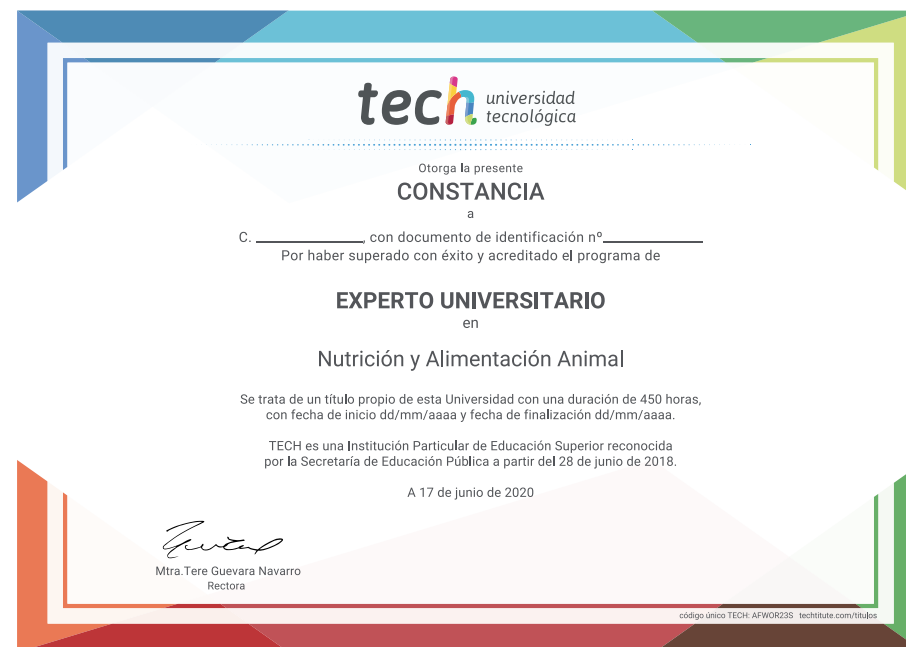 tech universidad
tecnológica
Otorga la presente
CONSTANCIA
a
C. ______________, con documento de identificación nº_____________
Por haber superado con éxito y acreditado el programa de
EXPERTO UNIVERSITARIO
en
Nutrición y Alimentación Animal
Se trata de un título propio de esta Universidad con una duración de 450 horas,
con fecha de inicio dd/mm/aaaa y fecha de finalización dd/mm/aaaa.
TECH es una Institución Particular de Educación Superior reconocida
por la Secretaría de Educación Pública a partir del 28 de junio de 2018.
A 17 de junio de 2020
Mtra.Tere Guevara Navarro
Rectora
código único TECH: AFWOR23S techtitute.com/titulos